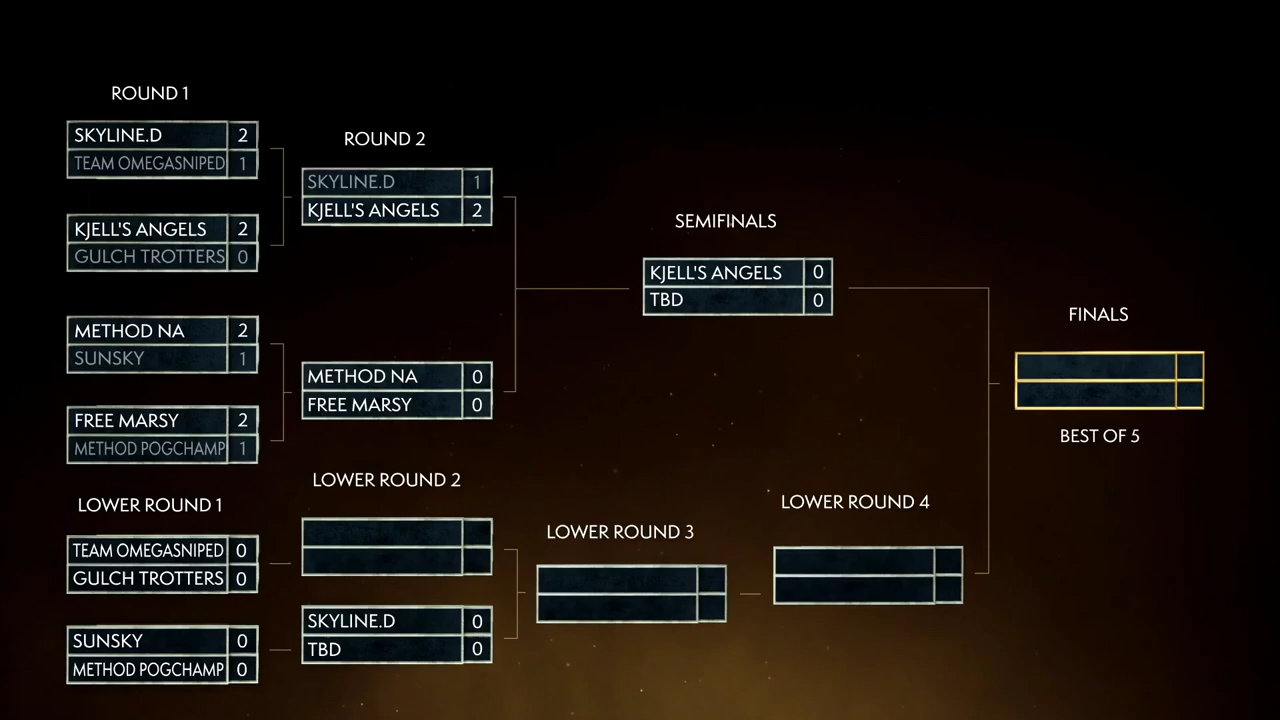 ROUND 1
SKYLINE.D 2
TEAM OMEGASNIPED 1
KJELL'S ANGELS 2
GULCH TROTTERS 0
METHOD NA 2
SUNSKY 1
FREE MARSY 2
METHOD POGCHAMP 1
ROUND 2
SKYLINE.D 1
KJELL'S ANGELS 2
METHOD NA 0
FREE MARSY 0
SEMIFINALS
KJELL'S ANGELS 0
TBD 0
FINALS
BEST OF 5
LOWER ROUND 1
TEAM OMEGASNIPED 0
GULCH TROTTERS 0
SUNSKY 0
METHOD POGCHAMP 0
LOWER ROUND 2
SKYLINE.D 0
TBD 0
LOWER ROUND 3
LOWER ROUND 4